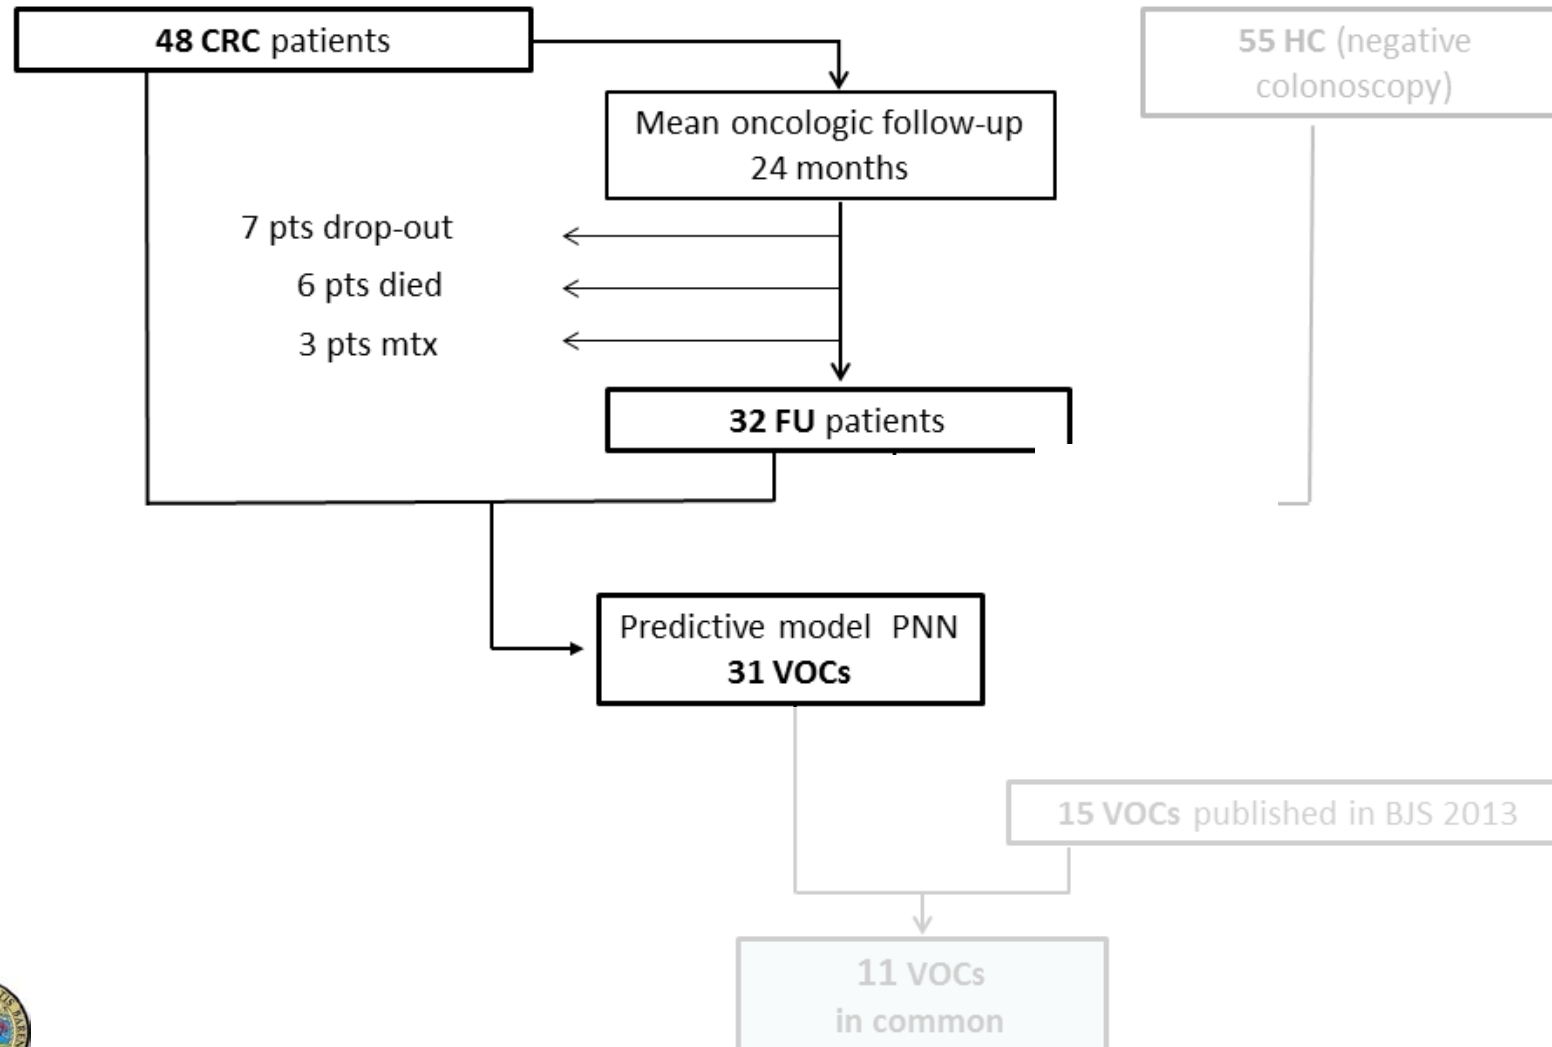 48 CRC patients
55 HC (negative
colonoscopy)
Mean oncologic follow-up
24 months
7 pts drop-out
6 pts died
3 pts mtx
32 FU patients
Predictive model PNN
31 VOCs
15 VOCs published in BJS 2013
11 VOCs
in common